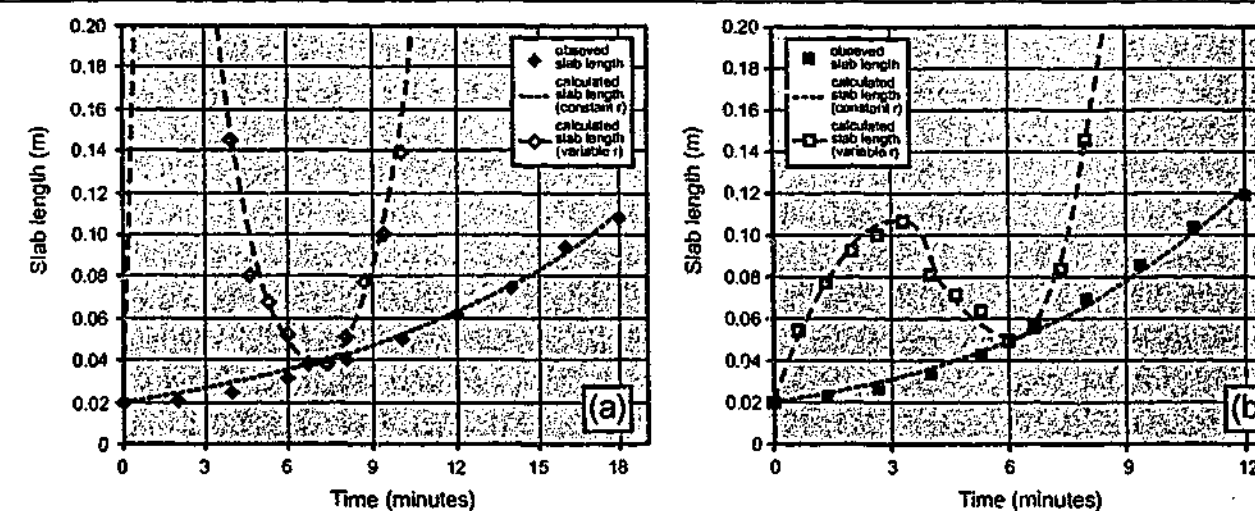 0.20
0.18
0.16
0.14
0.12
0.10
0.08
0.06
0.04
0.02
0
Slab length (m)
0
3
6
9
12
15
18
Time (minutes)
observed
slab length
calculated
slab length
(constant r)
calculated
slab length
(variable r)
(a)
0.20
0.18
0.16
0.14
0.12
0.10
0.08
0.06
0.04
0.02
0
Slab length (m)
0
3
6
9
12
Time (minutes)
observed
slab length
calculated
slab length
(constant r)
calculated
slab length
(variable r)
(b